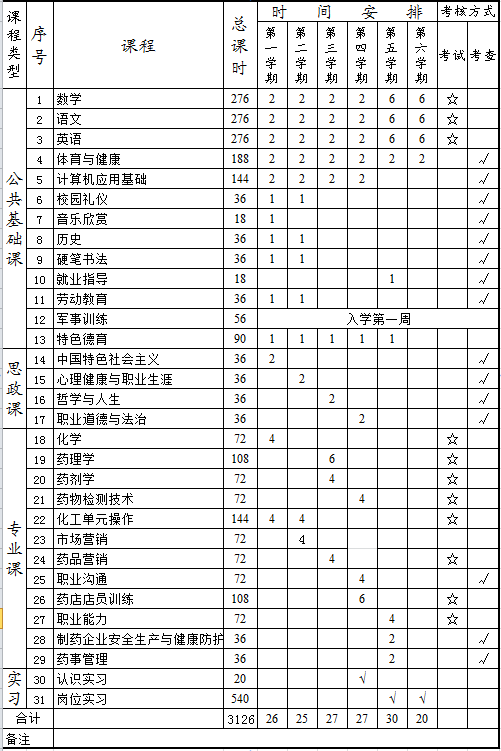 课程类型 序号 课程 总课时 时间安排 考核方式
第一学期 第二学期 第三学期 第四学期 第五学期 第六学期 考试 考查
公共基础课
1 数学 276 2 2 2 2 6 6 ☆
2 语文 276 2 2 2 2 6 6 ☆
3 英语 276 2 2 2 2 6 6 ☆
4 体育与健康 188 2 2 2 2 2 2 √
5 计算机应用基础 144 2 2 2 2 √
6 校园礼仪 36 1 1 √
7 音乐欣赏 18 1 √
8 历史 36 1 1 √
9 硬笔书法 36 1 1 √
10 就业指导 18 1 √
11 劳动教育 36 1 1 √
12 军事训练 56 入学第一周
13 特色德育 90 1 1 1 1 1
思政课
14 中国特色社会主义 36 2 √
15 心理健康与职业生涯 36 2 √
16 哲学与人生 36 2 √
17 职业道德与法治 36 2 √
专业课
18 化学 72 4 ☆
19 药理学 108 6 ☆
20 药剂学 72 4 ☆
21 药物检测技术 72 4 ☆
22 化工单元操作 144 4 4 ☆
23 市场营销 72 4
24 药品营销 72 4 ☆
25 职业沟通 72 4 √
26 药店店员训练 108 6 ☆
27 职业能力 72 4 ☆
28 制药企业安全生产与健康防护 36 2 √
29 药事管理 36 2 √
实习
30 认识实习 20 √
31 岗位实习 540 √ √
合计 3126 26 25 27 27 30 20
备注